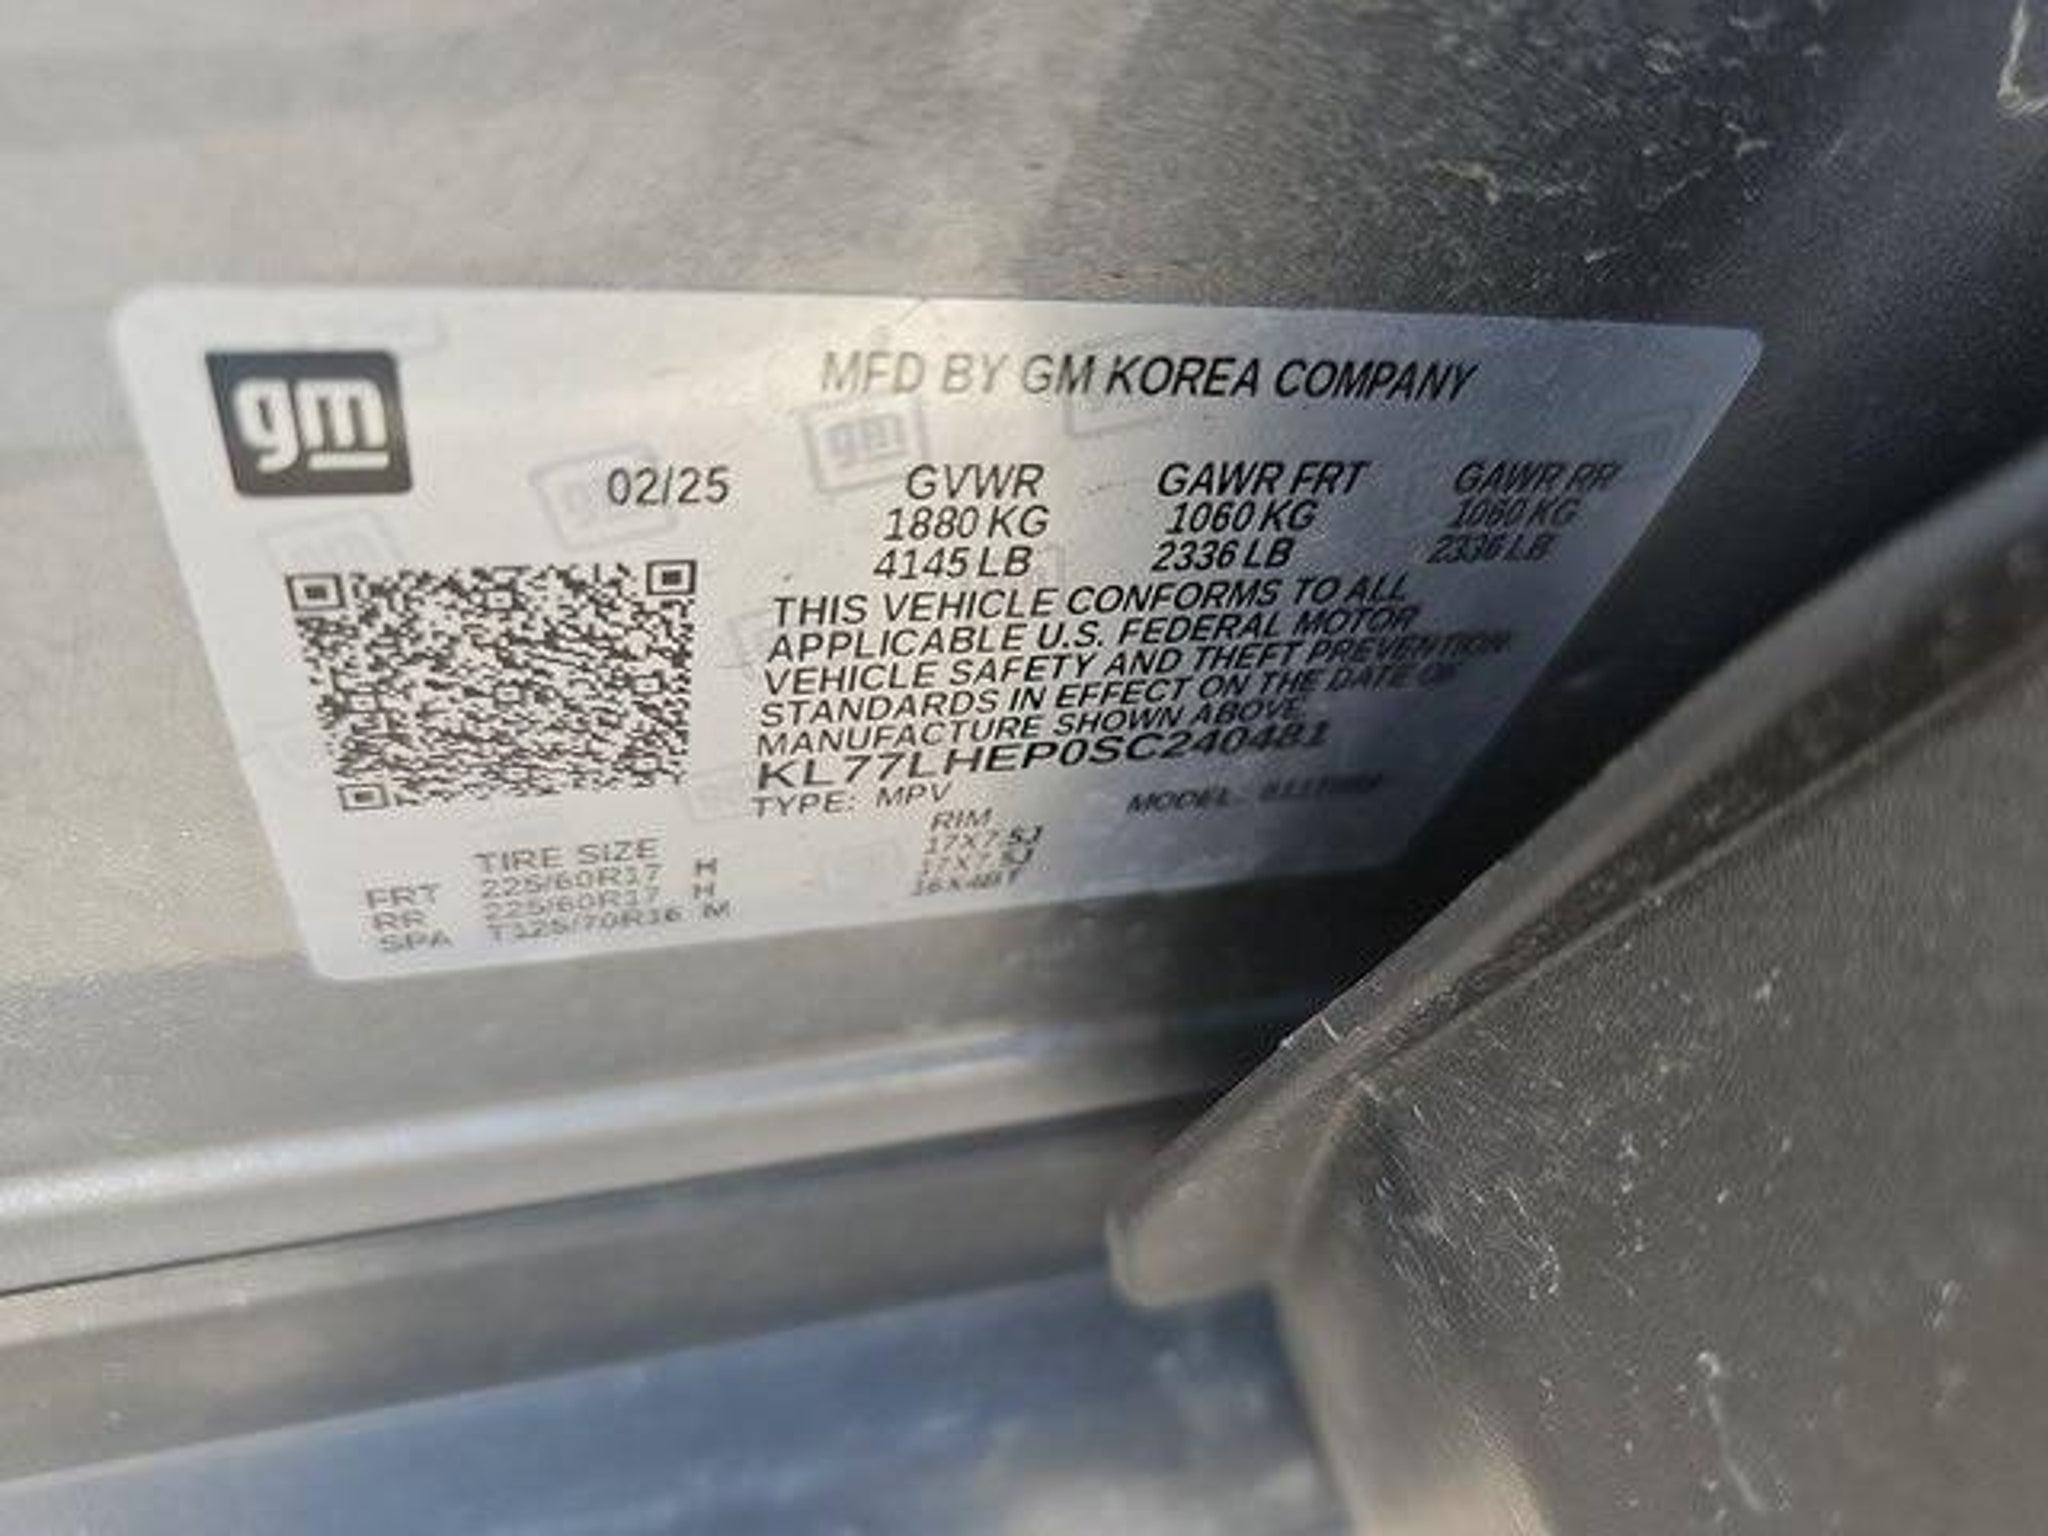 gm
MFD BY GM KOREA COMPANY
02/25 GVWR GAWR FRT GAWR RR
1880 KG 1060 KG 1060 KG
4145 LB 2336 LB 2336 LB
THIS VEHICLE CONFORMS TO ALL
APPLICABLE U.S. FEDERAL MOTOR
VEHICLE SAFETY AND THEFT PREVENTION
STANDARDS IN EFFECT ON THE DATE OF
MANUFACTURE SHOWN ABOVE.
KL77LHEP0SC240481
TYPE: MPV MODEL:
TIRE SIZE RIM
FRT 225/60R17 H 17X7.5J
RR 225/60R17 H 17X7.5J
SPA T125/70R16 M 16X4BT